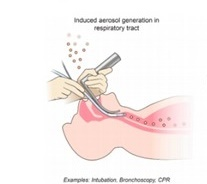 Induced aerosol generation in
respiratory tract
Examples: Intubation, Bronchoscopy, CPR